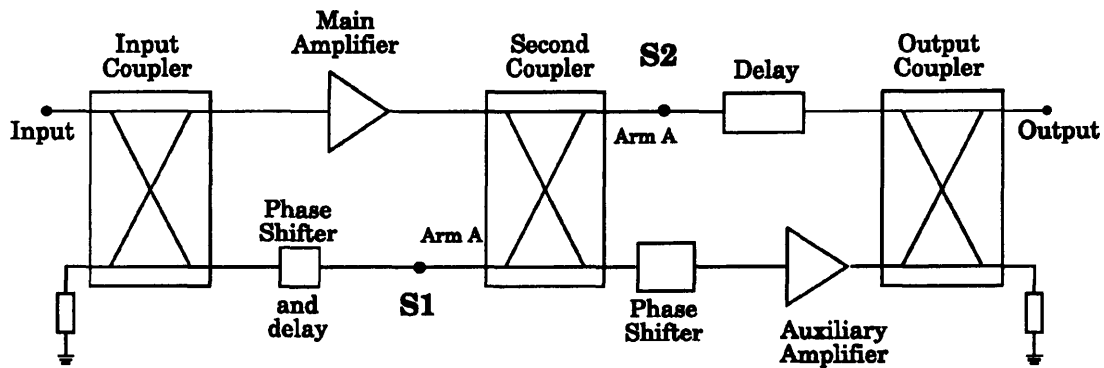 Main
Amplifier
Input
Coupler
Second
Coupler
S2
Delay
Output
Coupler
Input
Arm A
Output
Phase
Shifter
Arm A
and
delay
S1
Phase
Shifter
Auxiliary
Amplifier